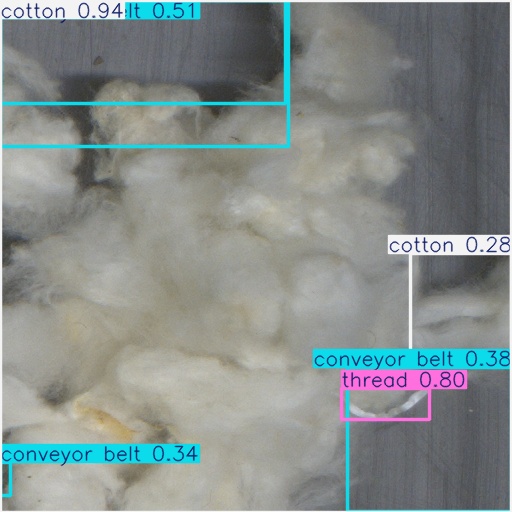 cotton 0.94 lt 0.51
cotton 0.28
conveyor belt 0.38
thread 0.80
conveyor belt 0.34